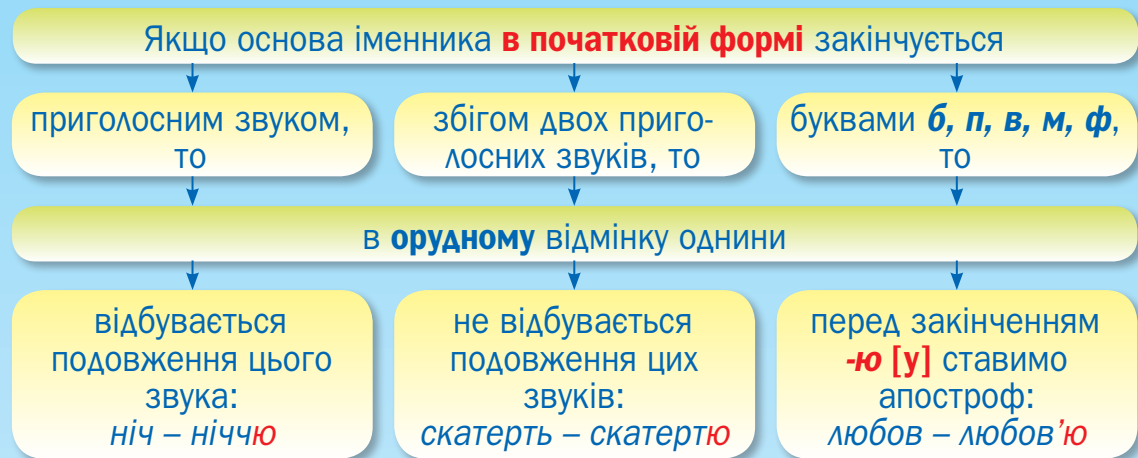 Якщо основа іменника в початковій формі закінчується
приголосним звуком,
то
збігом двох приго-
лосних звуків, то
буквами б, п, в, м, ф,
то
в орудному відмінку однини
відбувається
подовження цього
звука:
ніч – ніччю
не відбувається
подовження цих
звуків:
скатерть – скатертю
перед закінченням
-ю [у] ставимо
апостроф:
любов – любов’ю